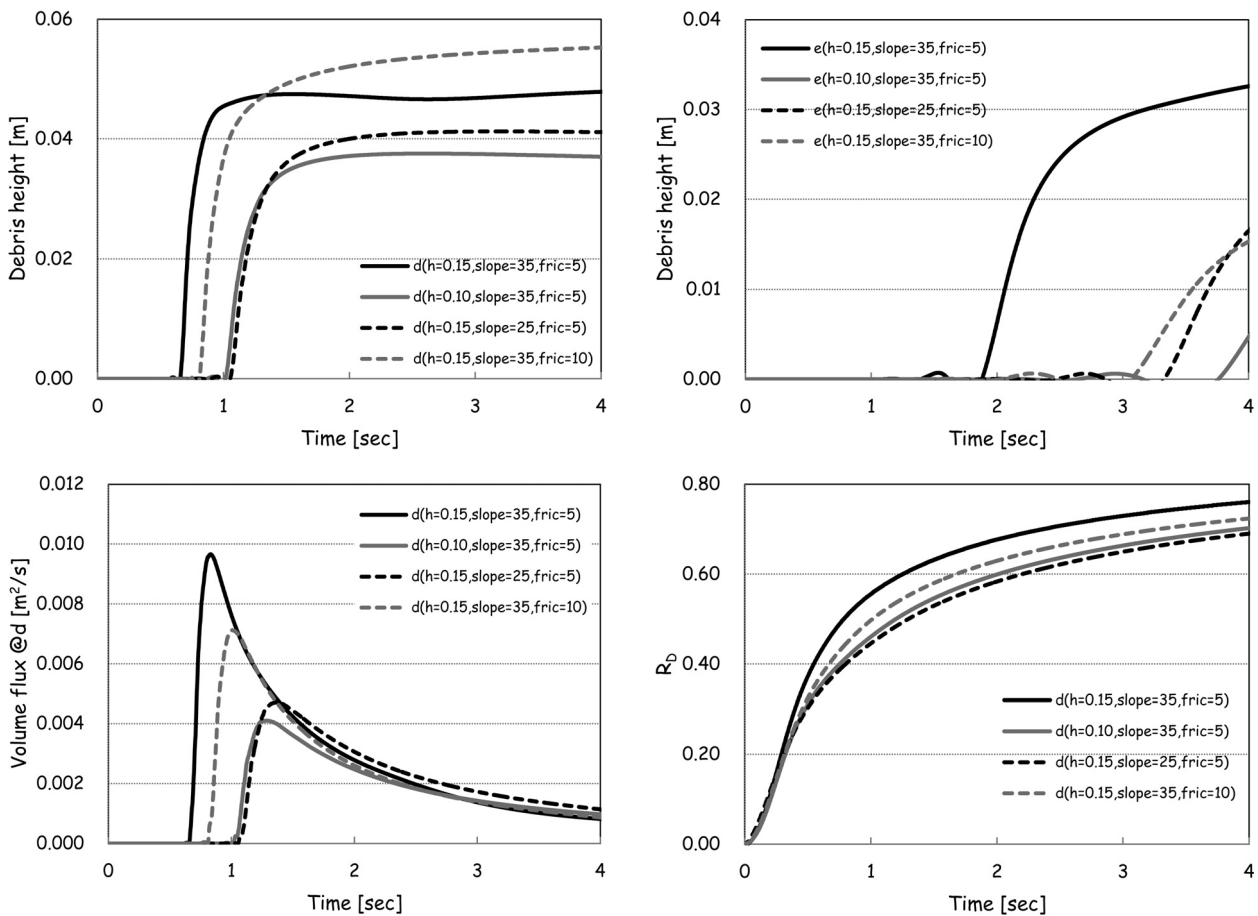 0.06
0.04
0.02
0.00
Debris height [m]
d(h=0.15,slope=35,fric=5)
d(h=0.10,slope=35,fric=5)
d(h=0.15,slope=25,fric=5)
d(h=0.15,slope=35,fric=10)
0 1 2 3 4
Time [sec]
0.04
0.03
0.02
0.01
0.00
Debris height [m]
e(h=0.15,slope=35,fric=5)
e(h=0.10,slope=35,fric=5)
e(h=0.15,slope=25,fric=5)
e(h=0.15,slope=35,fric=10)
0 1 2 3 4
Time [sec]
0.012
0.010
0.008
0.006
0.004
0.002
0.000
Volume flux @d [m²/s]
d(h=0.15,slope=35,fric=5)
d(h=0.10,slope=35,fric=5)
d(h=0.15,slope=25,fric=5)
d(h=0.15,slope=35,fric=10)
0 1 2 3 4
Time [sec]
0.80
0.60
0.40
0.20
0.00
R_D
d(h=0.15,slope=35,fric=5)
d(h=0.10,slope=35,fric=5)
d(h=0.15,slope=25,fric=5)
d(h=0.15,slope=35,fric=10)
0 1 2 3 4
Time [sec]